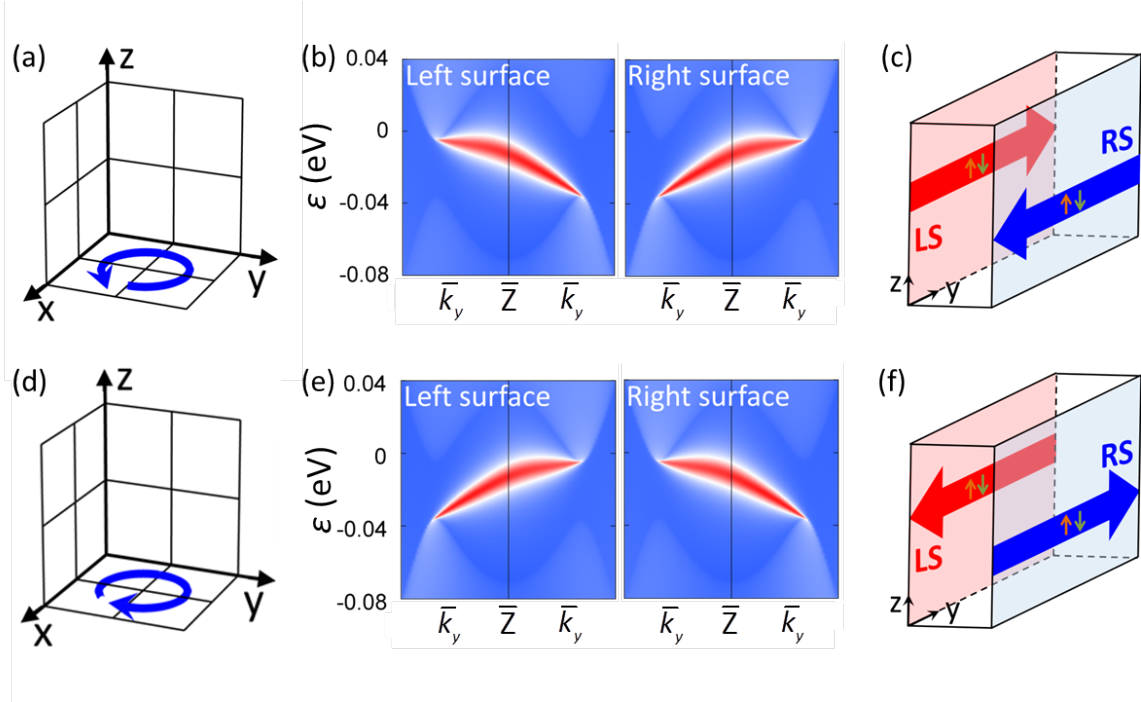 (a)
z
x
y
(b)
0.04
0
-0.04
-0.08
ε (eV)
Left surface
Right surface
k̅y Z̅ k̅y
k̅y Z̅ k̅y
(c)
RS
LS
z
y
(d)
z
x
y
(e)
0.04
0
-0.04
-0.08
ε (eV)
Left surface
Right surface
k̅y Z̅ k̅y
k̅y Z̅ k̅y
(f)
RS
LS
z
y